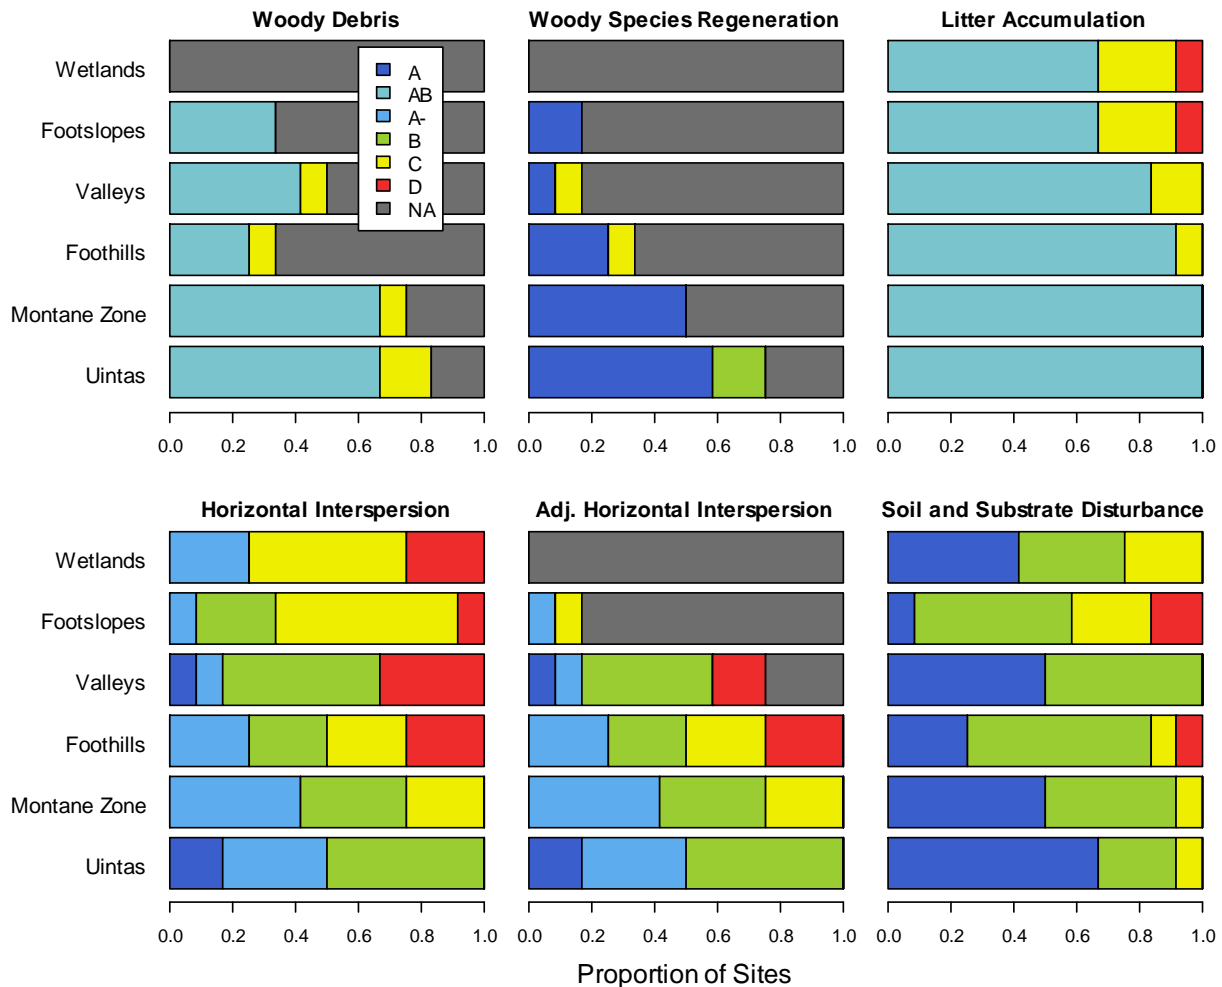 Woody Debris
Woody Species Regeneration
Litter Accumulation
Wetlands
Footslopes
Valleys
Foothills
Montane Zone
Uintas
A
AB
A-
B
C
D
NA
0.0 0.2 0.4 0.6 0.8 1.0
0.0 0.2 0.4 0.6 0.8 1.0
0.0 0.2 0.4 0.6 0.8 1.0
Horizontal Interspersion
Adj. Horizontal Interspersion
Soil and Substrate Disturbance
Wetlands
Footslopes
Valleys
Foothills
Montane Zone
Uintas
0.0 0.2 0.4 0.6 0.8 1.0
0.0 0.2 0.4 0.6 0.8 1.0
0.0 0.2 0.4 0.6 0.8 1.0
Proportion of Sites